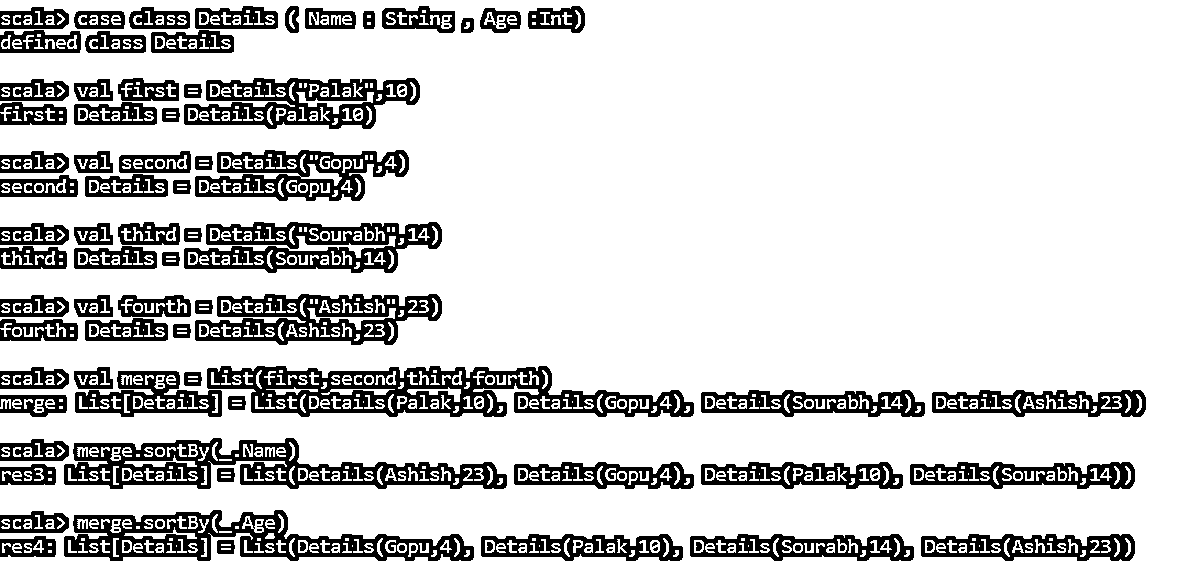 scala> case class Details ( Name : String , Age :Int)
defined class Details
scala> val first = Details("Palak",10)
first: Details = Details(Palak,10)
scala> val second = Details("Gopu",4)
second: Details = Details(Gopu,4)
scala> val third = Details("Sourabh",14)
third: Details = Details(Sourabh,14)
scala> val fourth = Details("Ashish",23)
fourth: Details = Details(Ashish,23)
scala> val merge = List(first,second,third,fourth)
merge: List[Details] = List(Details(Palak,10), Details(Gopu,4), Details(Sourabh,14), Details(Ashish,23))
scala> merge.sortBy(_.Name)
res3: List[Details] = List(Details(Ashish,23), Details(Gopu,4), Details(Palak,10), Details(Sourabh,14))
scala> merge.sortBy(_.Age)
res4: List[Details] = List(Details(Gopu,4), Details(Palak,10), Details(Sourabh,14), Details(Ashish,23))